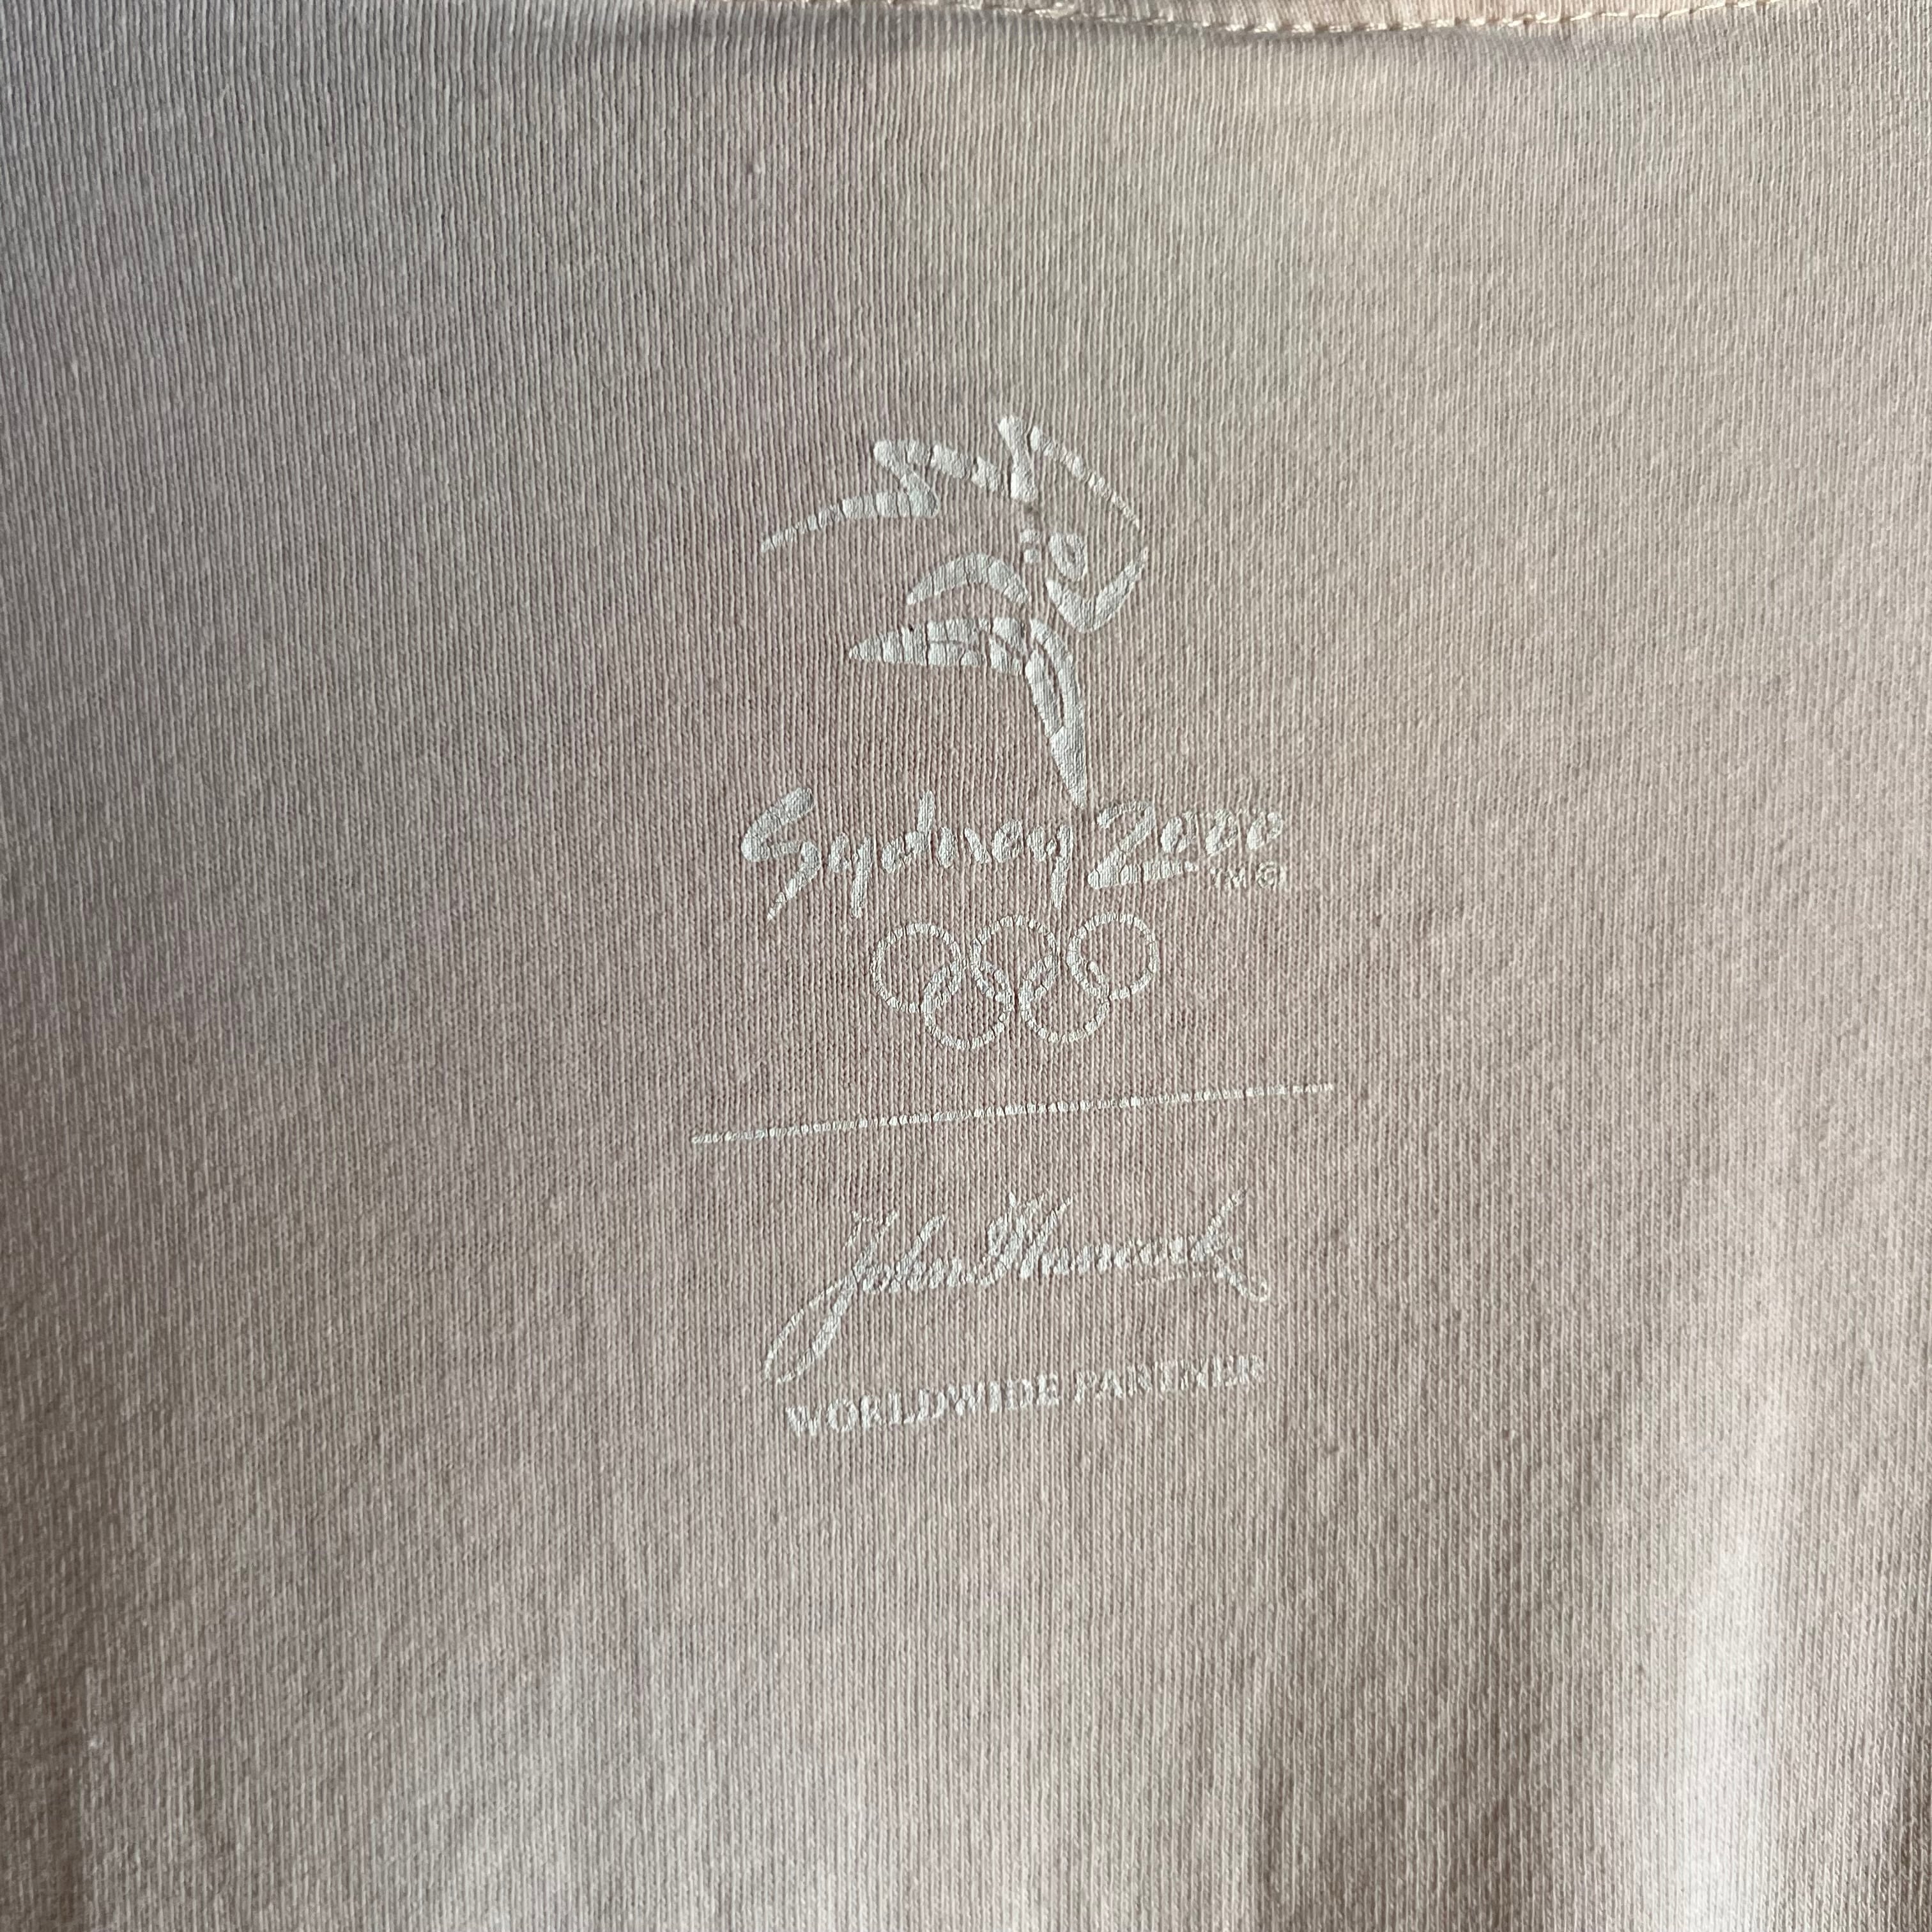 Sydney 2000
TM ©
John Hancock
WORLDWIDE PARTNER